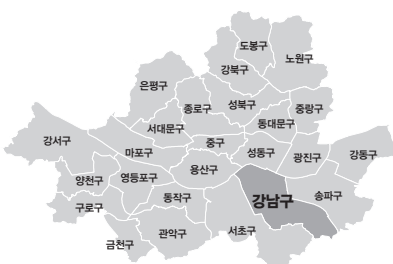 도봉구
노원구
강북구
은평구
종로구
성북구
중랑구
동대문구
서대문구
강서구
중구
마포구
성동구
광진구
강동구
용산구
양천구
영등포구
동작구
강남구
송파구
구로구
서초구
관악구
금천구